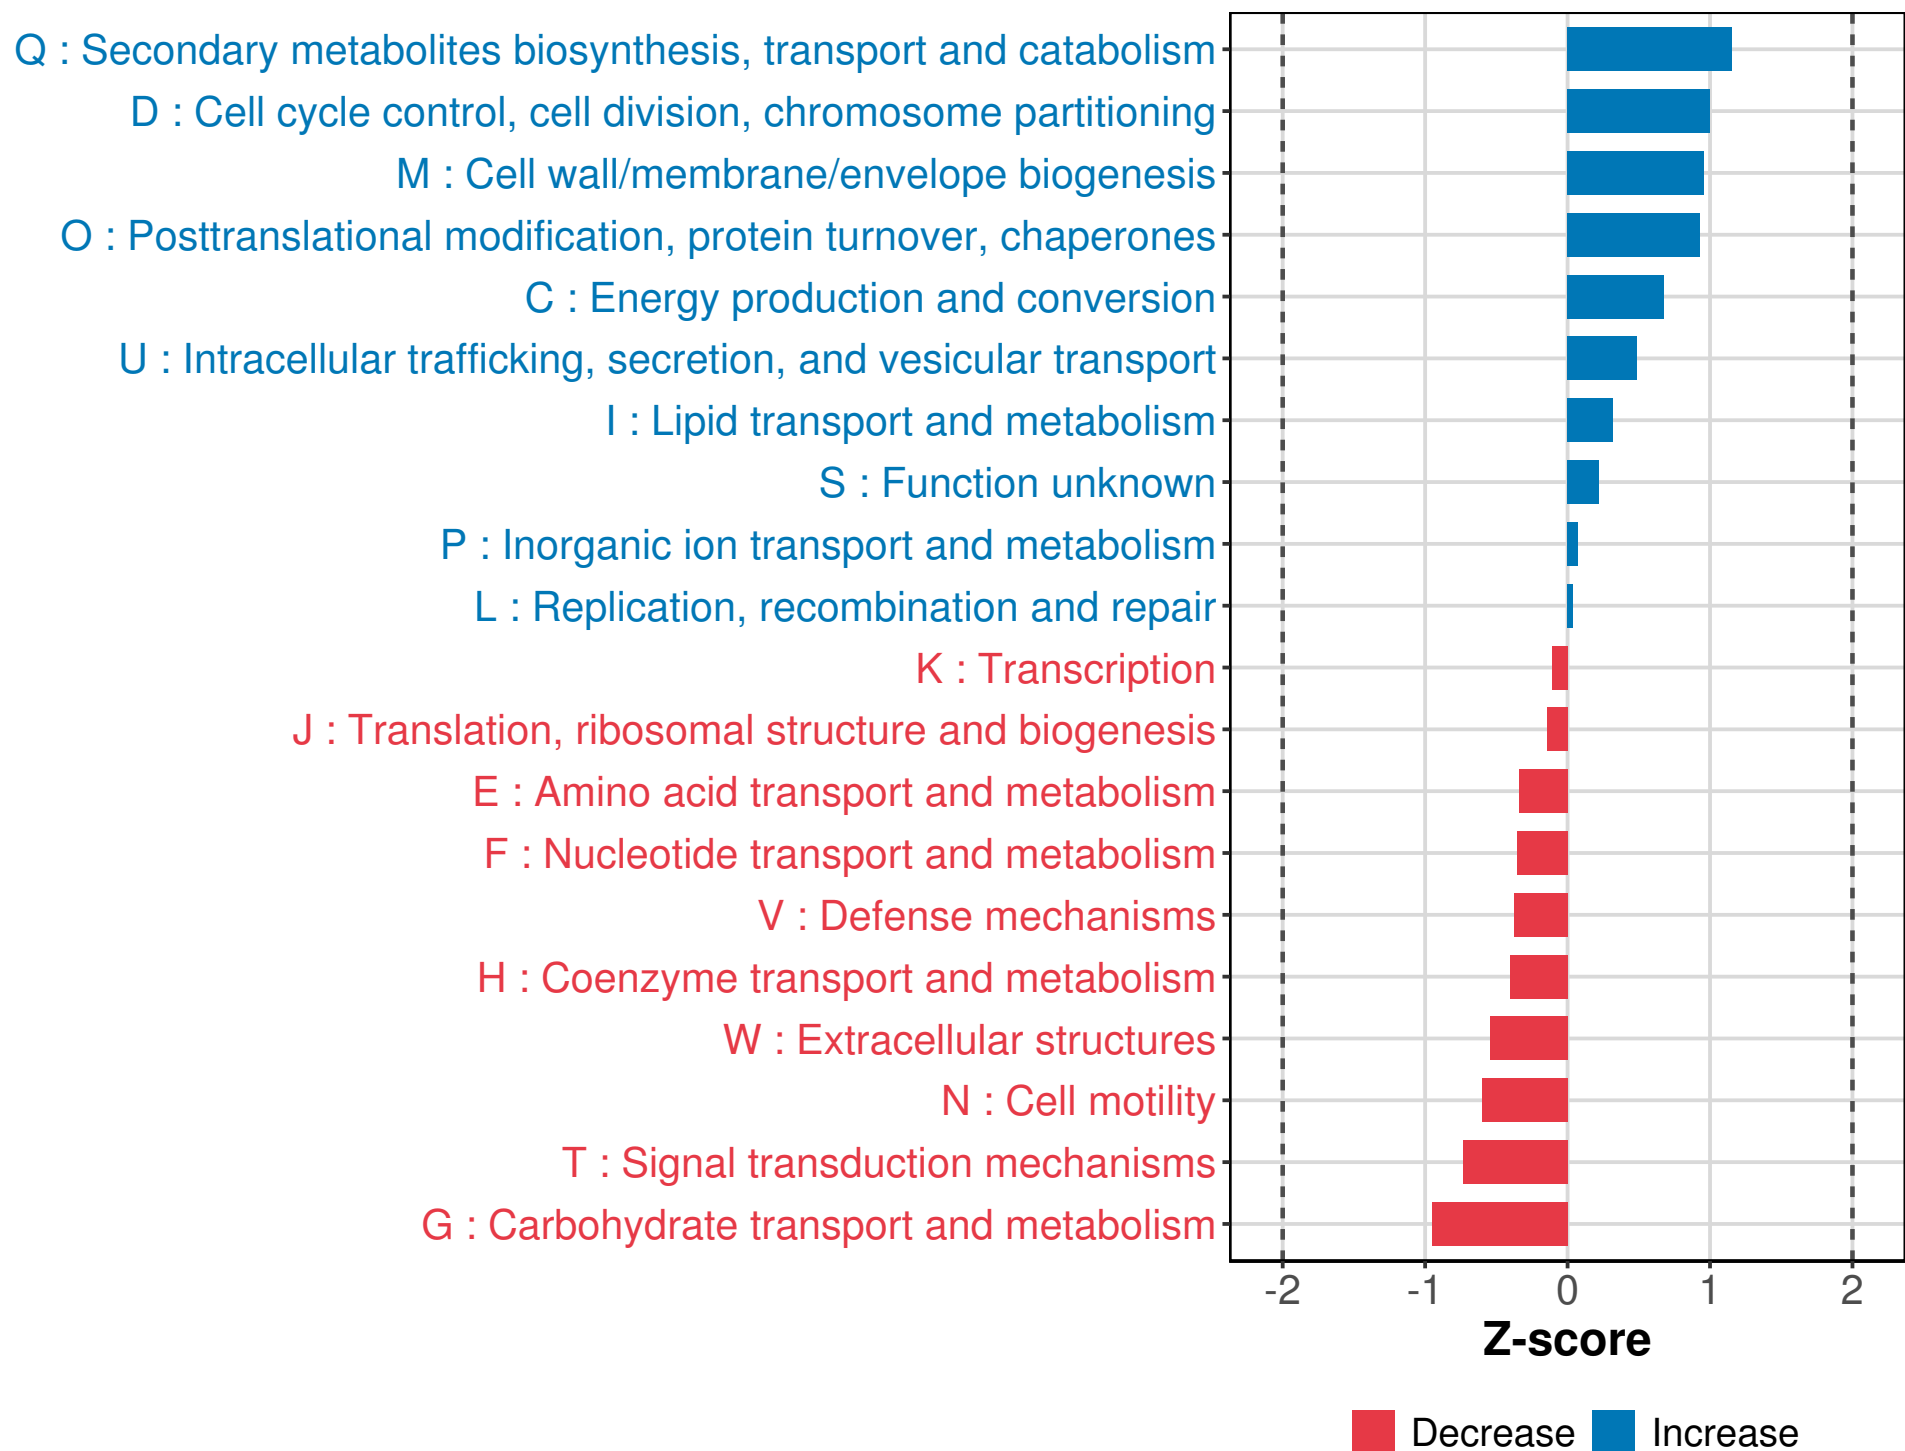 Q : Secondary metabolites biosynthesis, transport and catabolism
D : Cell cycle control, cell division, chromosome partitioning
M : Cell wall/membrane/envelope biogenesis
O : Posttranslational modification, protein turnover, chaperones
C : Energy production and conversion
U : Intracellular trafficking, secretion, and vesicular transport
I : Lipid transport and metabolism
S : Function unknown
P : Inorganic ion transport and metabolism
L : Replication, recombination and repair
K : Transcription
J : Translation, ribosomal structure and biogenesis
E : Amino acid transport and metabolism
F : Nucleotide transport and metabolism
V : Defense mechanisms
H : Coenzyme transport and metabolism
W : Extracellular structures
N : Cell motility
T : Signal transduction mechanisms
G : Carbohydrate transport and metabolism
-2 -1 0 1 2
Z-score
Decrease Increase